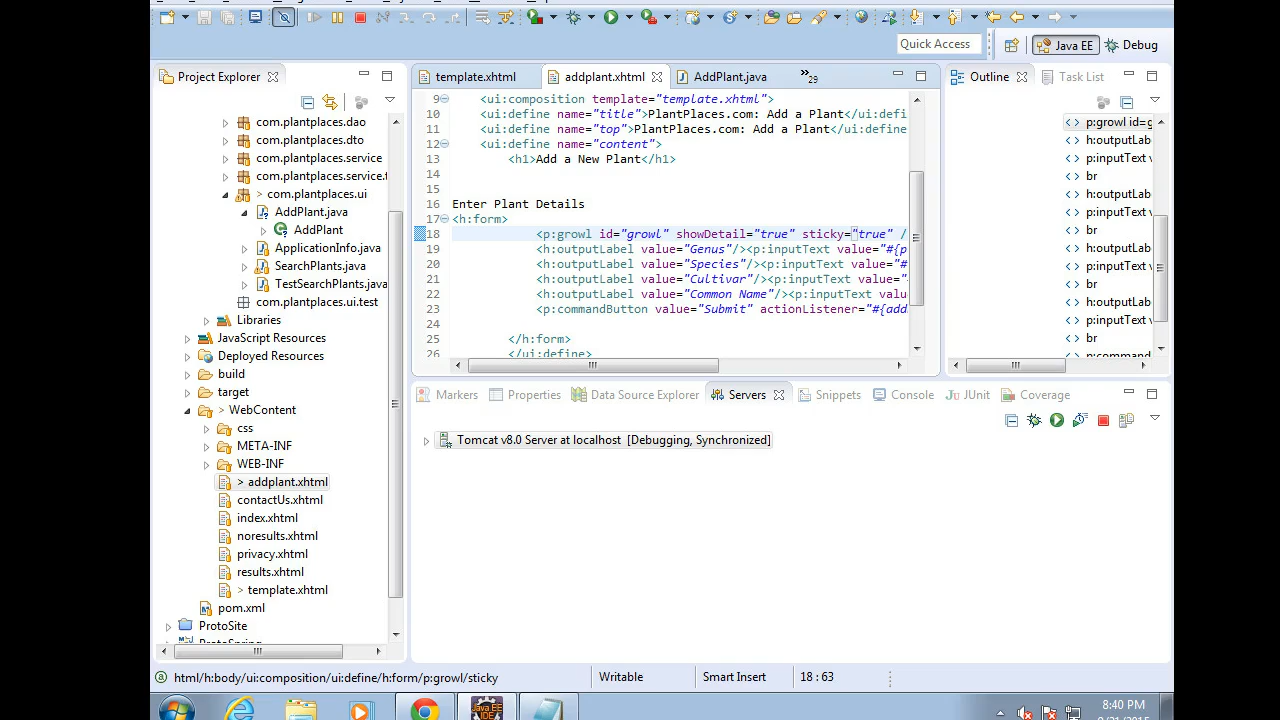 Quick Access
Java EE
Debug
Project Explorer
template.xhtml
addplant.xhtml
AddPlant.java
»29
Outline
Task List
com.plantplaces.dao
com.plantplaces.dto
com.plantplaces.service
com.plantplaces.service.
> com.plantplaces.ui
AddPlant.java
AddPlant
ApplicationInfo.java
SearchPlants.java
TestSearchPlants.java
com.plantplaces.ui.test
Libraries
JavaScript Resources
Deployed Resources
build
target
> WebContent
css
META-INF
WEB-INF
> addplant.xhtml
contactUs.xhtml
index.xhtml
noresults.xhtml
privacy.xhtml
results.xhtml
> template.xhtml
pom.xml
ProtoSite
9 <ui:composition template="template.xhtml">
10 <ui:define name="title">PlantPlaces.com: Add a Plant</ui:defi
11 <ui:define name="top">PlantPlaces.com: Add a Plant</ui:define
12 <ui:define name="content">
13 <h1>Add a New Plant</h1>
14
15
16 Enter Plant Details
17 <h:form>
18 <p:growl id="growl" showDetail="true" sticky="true" /
19 <h:outputLabel value="Genus"/><p:inputText value="#{p
20 <h:outputLabel value="Species"/><p:inputText value="#
21 <h:outputLabel value="Cultivar"/><p:inputText value="
22 <h:outputLabel value="Common Name"/><p:inputText valu
23 <p:commandButton value="Submit" actionListener="#{add
24
25 </h:form>
26 </ui:define>
p:growl id=g
h:outputLab
p:inputText v
br
h:outputLab
p:inputText v
br
h:outputLab
p:inputText v
br
h:outputLab
p:inputText v
br
p:command
Markers
Properties
Data Source Explorer
Servers
Snippets
Console
JUnit
Coverage
Tomcat v8.0 Server at localhost [Debugging, Synchronized]
html/h:body/ui:composition/ui:define/h:form/p:growl/sticky
Writable
Smart Insert
18 : 63
Java EE
IDE
8:40 PM